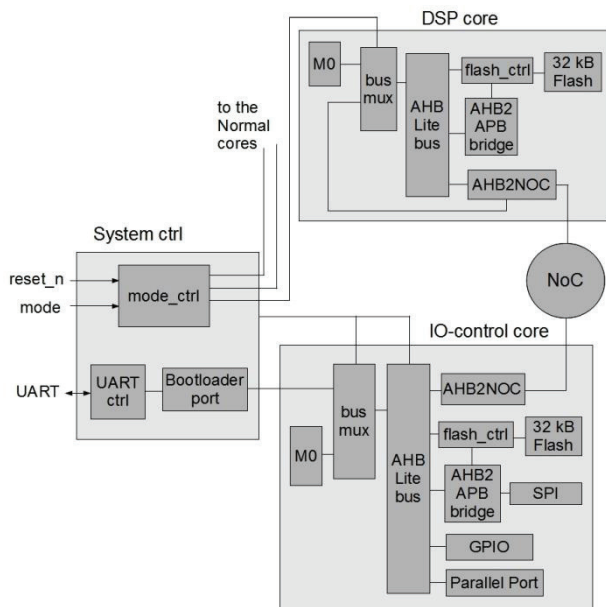 DSP core
M0
bus
mux
AHB
Lite
bus
flash_ctrl
32 kB
Flash
AHB2
APB
bridge
AHB2NOC
to the
Normal
cores
System ctrl
reset_n
mode
mode_ctrl
UART
UART
ctrl
Bootloader
port
NoC
IO-control core
M0
bus
mux
AHB
Lite
bus
AHB2NOC
flash_ctrl
32 kB
Flash
AHB2
APB
bridge
SPI
GPIO
Parallel Port